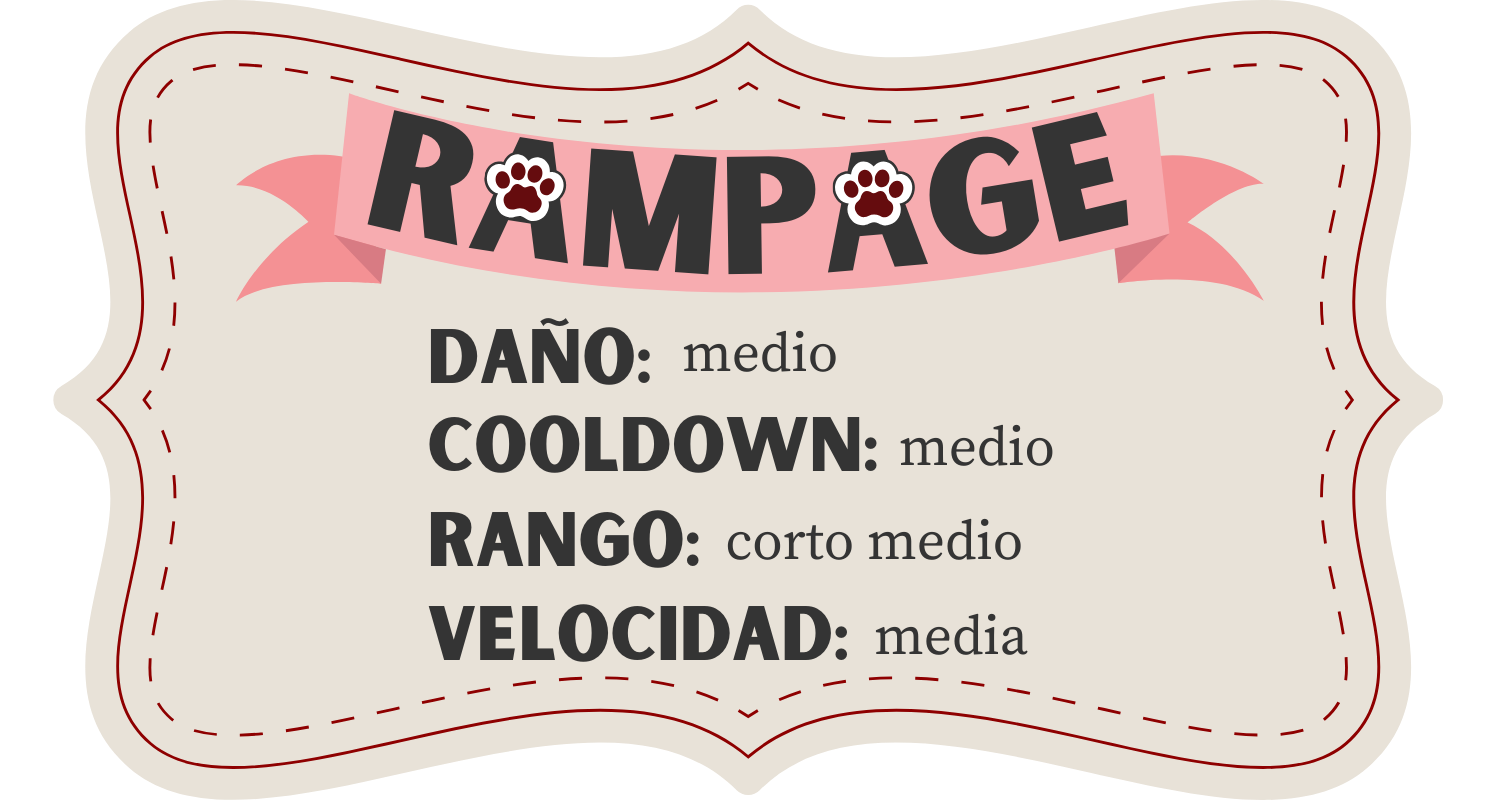 RAMPAGE
DAÑO: medio
COOLDOWN: medio
RANGO: corto medio
VELOCIDAD: media